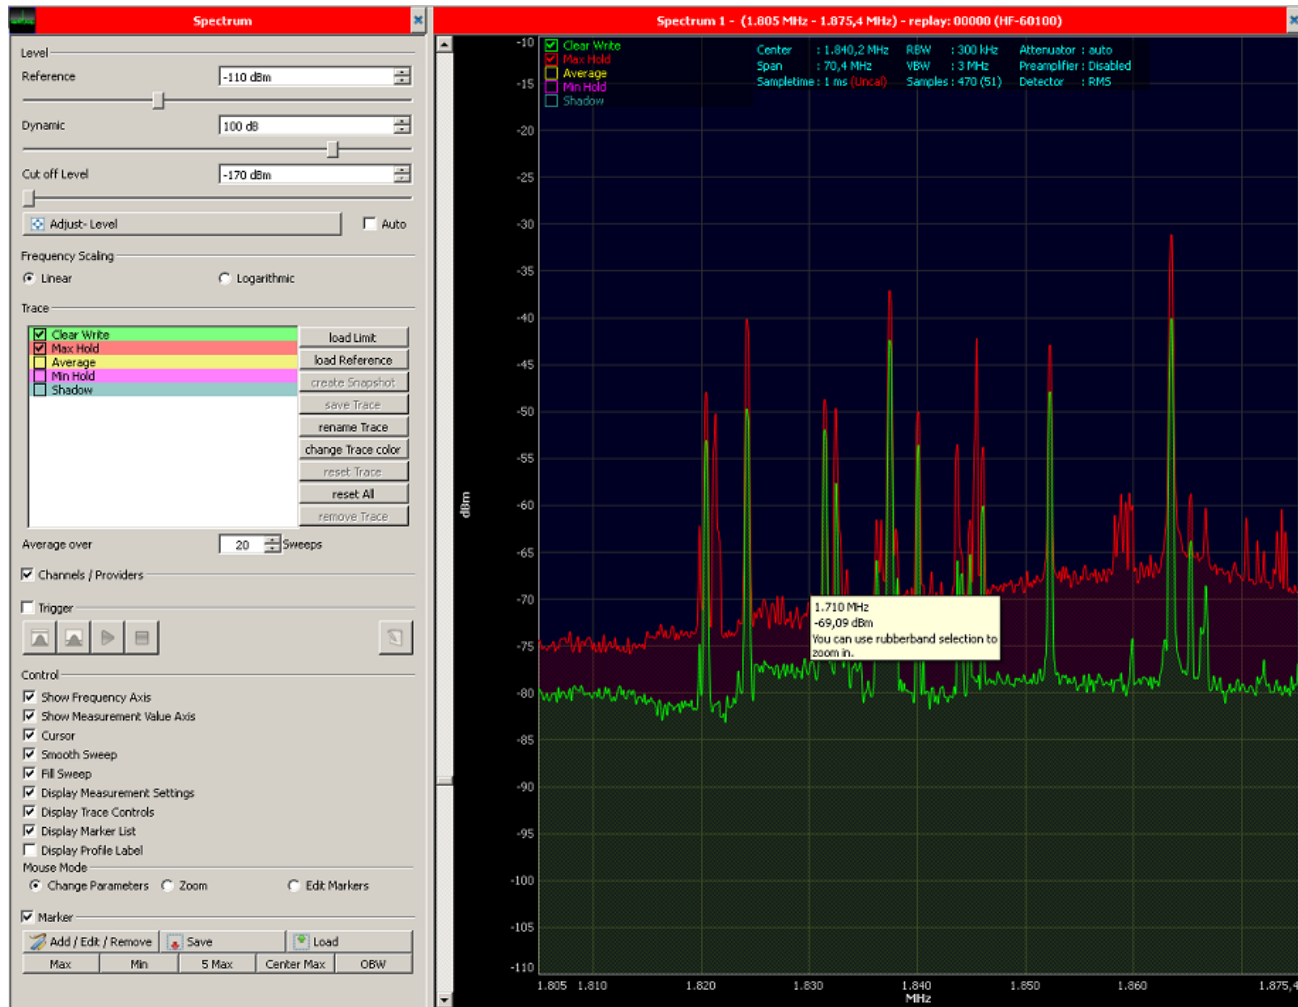 Spectrum
Level
Reference -110 dBm
Dynamic 100 dB
Cut off Level -170 dBm
Adjust- Level Auto
Frequency Scaling
Linear Logarithmic
Trace
Clear Write
Max Hold
Average
Min Hold
Shadow
load Limit
load Reference
create Snapshot
save Trace
rename Trace
change Trace color
reset Trace
reset All
remove Trace
Average over 20 Sweeps
Channels / Providers
Trigger
Control
Show Frequency Axis
Show Measurement Value Axis
Cursor
Smooth Sweep
Fill Sweep
Display Measurement Settings
Display Trace Controls
Display Marker List
Display Profile Label
Mouse Mode
Change Parameters Zoom Edit Markers
Marker
Add / Edit / Remove Save Load
Max Min 5 Max Center Max OBW
Spectrum 1 - (1.805 MHz - 1.875,4 MHz) - replay: 00000 (HF-60100)
Clear Write
Max Hold
Average
Min Hold
Shadow
Center : 1.840,2 MHz RBW : 300 kHz Attenuator : auto
Span : 70,4 MHz VBW : 3 MHz Preamplifier : Disabled
Sampletime : 1 ms (Uncal) Samples : 470 (51) Detector : RMS
-10
-15
-20
-25
-30
-35
-40
-45
-50
-55
-60
-65
-70
-75
-80
-85
-90
-95
-100
-105
-110
dBm
1.710 MHz
-69,09 dBm
You can use rubberband selection to
zoom in.
1.805 1.810 1.820 1.830 1.840 1.850 1.860 1.875,4
MHz